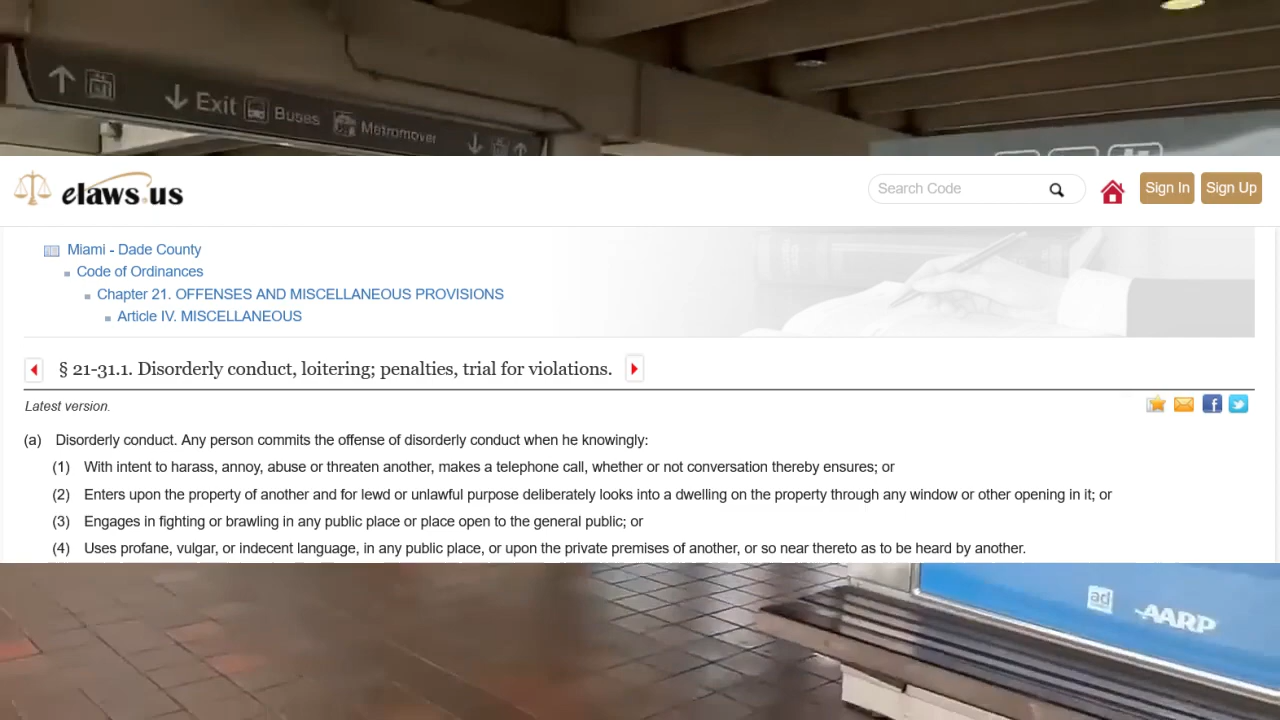 Exit Buses Metromover
elaws.us
Search Code
Sign In
Sign Up
Miami - Dade County
Code of Ordinances
Chapter 21. OFFENSES AND MISCELLANEOUS PROVISIONS
Article IV. MISCELLANEOUS
§ 21-31.1. Disorderly conduct, loitering; penalties, trial for violations.
Latest version.
(a) Disorderly conduct. Any person commits the offense of disorderly conduct when he knowingly:
(1) With intent to harass, annoy, abuse or threaten another, makes a telephone call, whether or not conversation thereby ensures; or
(2) Enters upon the property of another and for lewd or unlawful purpose deliberately looks into a dwelling on the property through any window or other opening in it; or
(3) Engages in fighting or brawling in any public place or place open to the general public; or
(4) Uses profane, vulgar, or indecent language, in any public place, or upon the private premises of another, or so near thereto as to be heard by another.
ad AARP